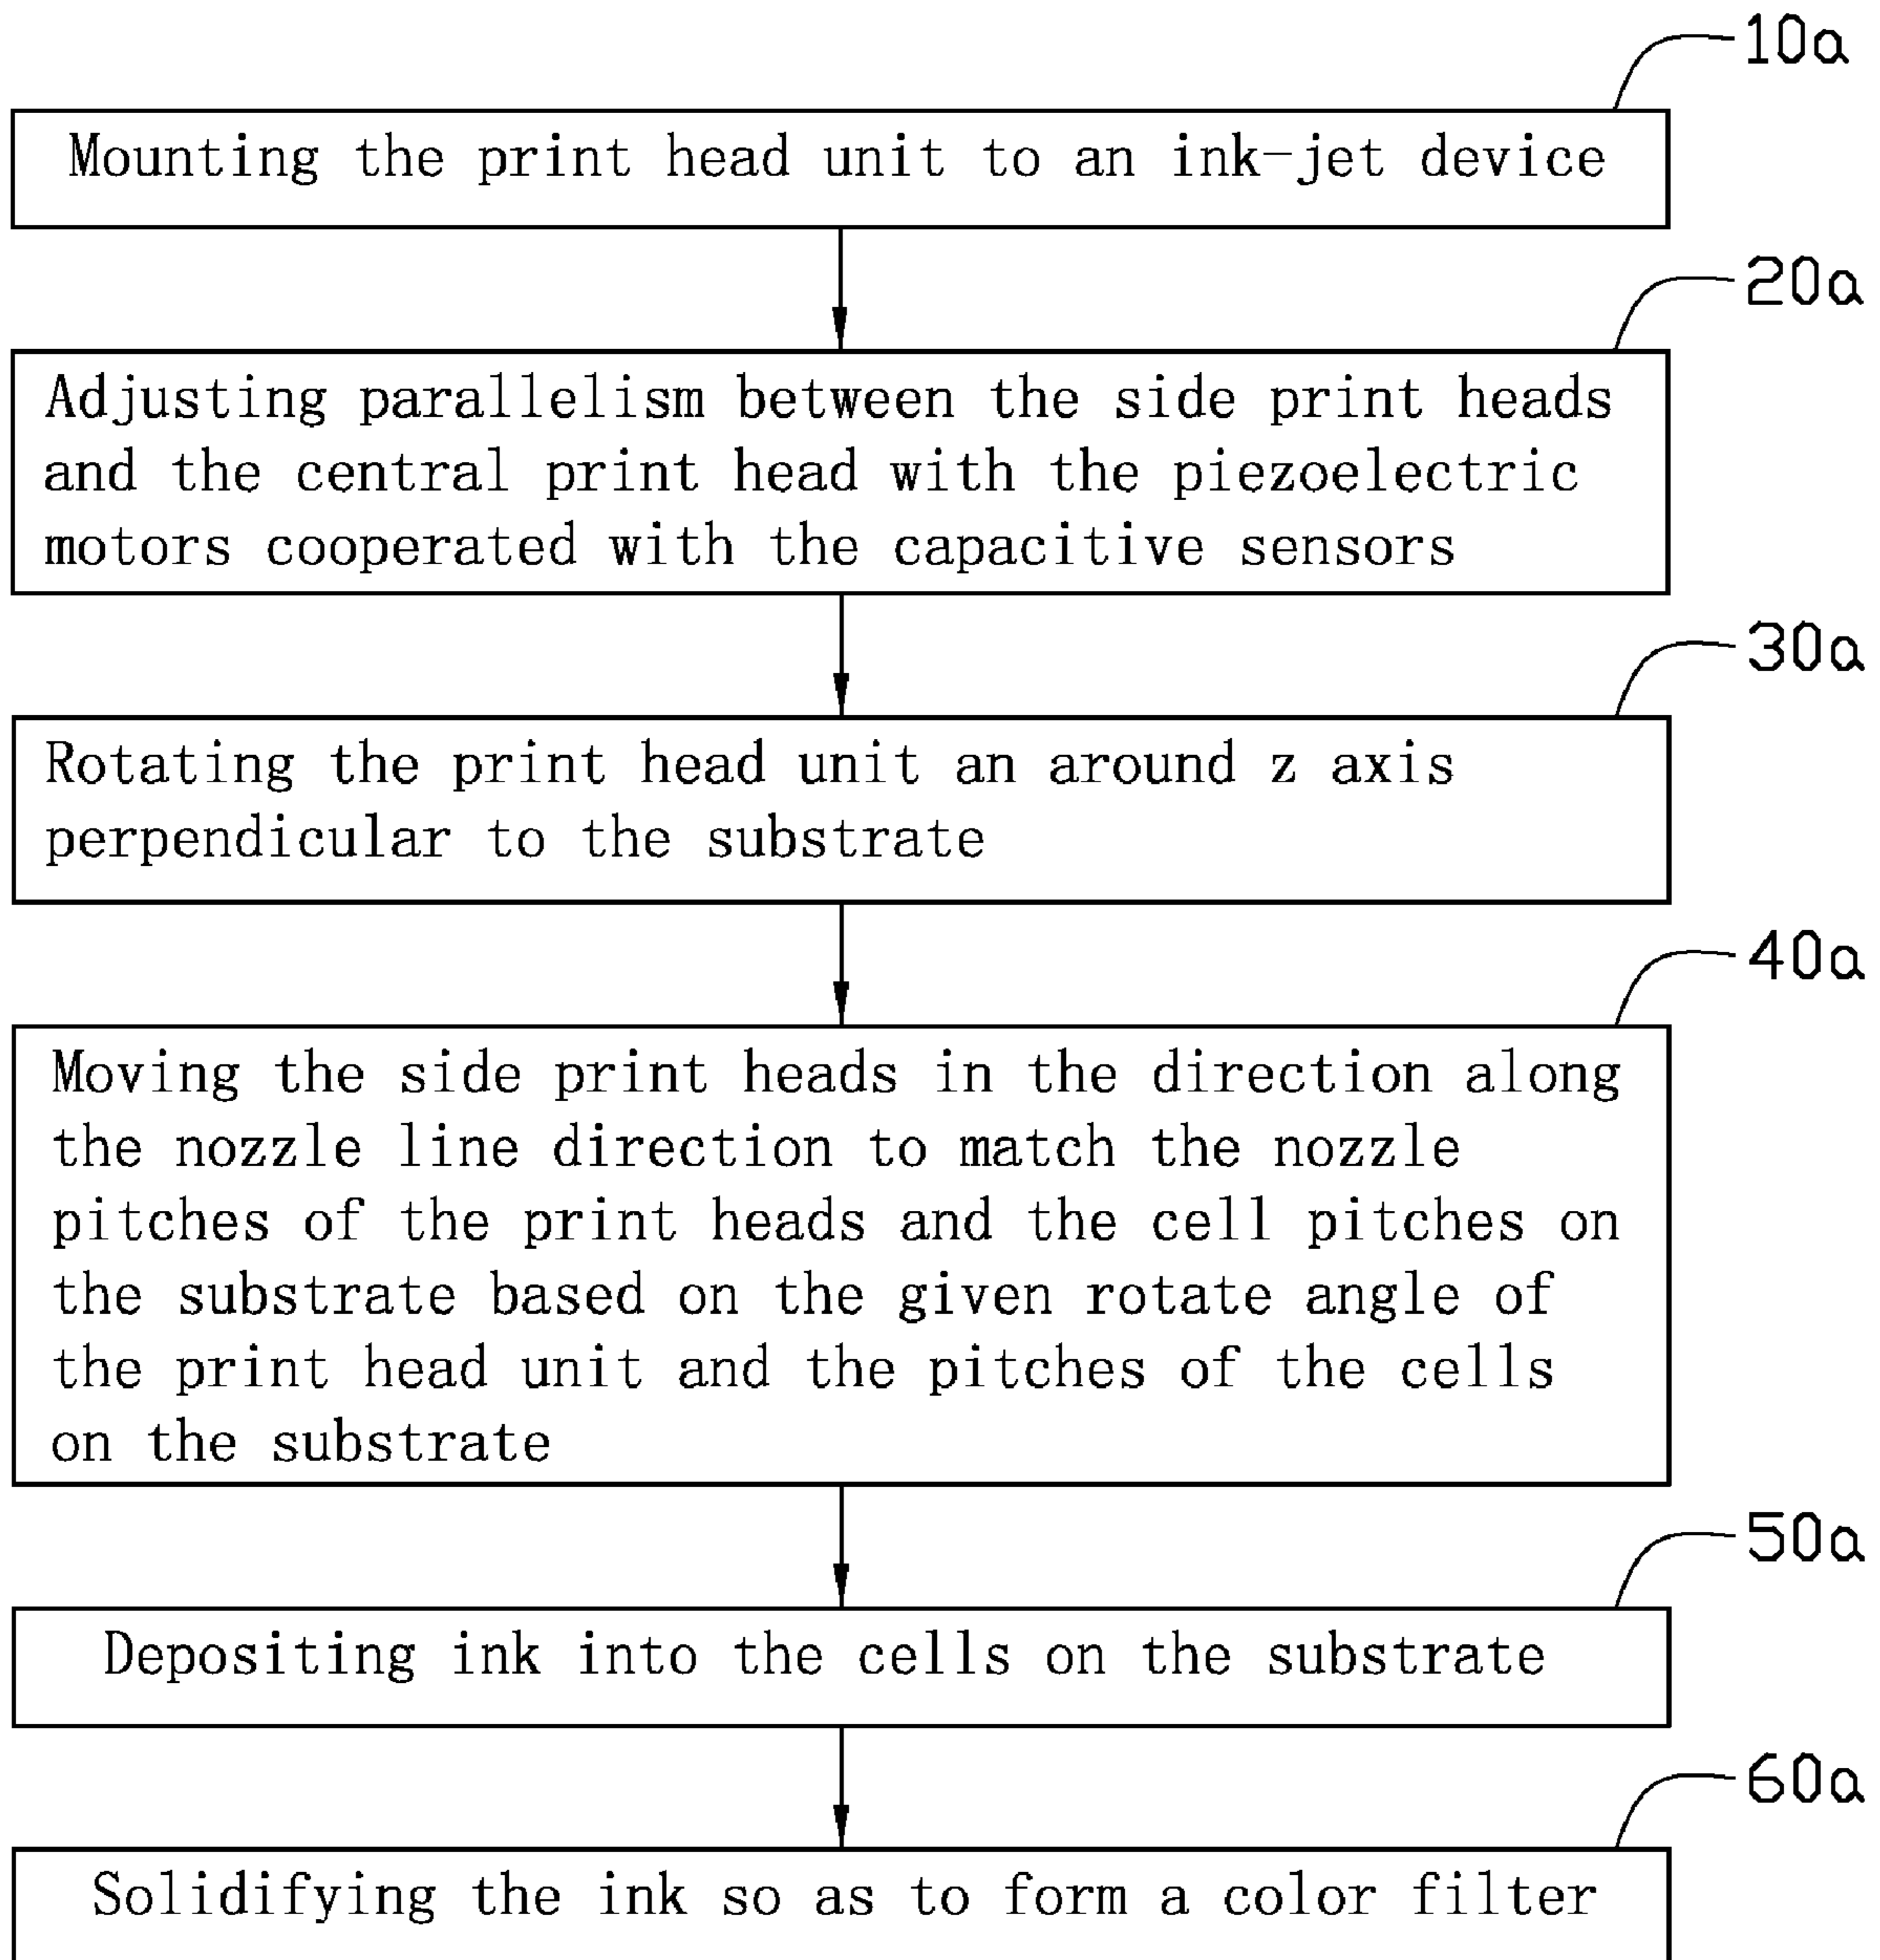 10a
Mounting the print head unit to an ink-jet device
20a
Adjusting parallelism between the side print heads
and the central print head with the piezoelectric
motors cooperated with the capacitive sensors
30a
Rotating the print head unit an around z axis
perpendicular to the substrate
40a
Moving the side print heads in the direction along
the nozzle line direction to match the nozzle
pitches of the print heads and the cell pitches on
the substrate based on the given rotate angle of
the print head unit and the pitches of the cells
on the substrate
50a
Depositing ink into the cells on the substrate
60a
Solidifying the ink so as to form a color filter